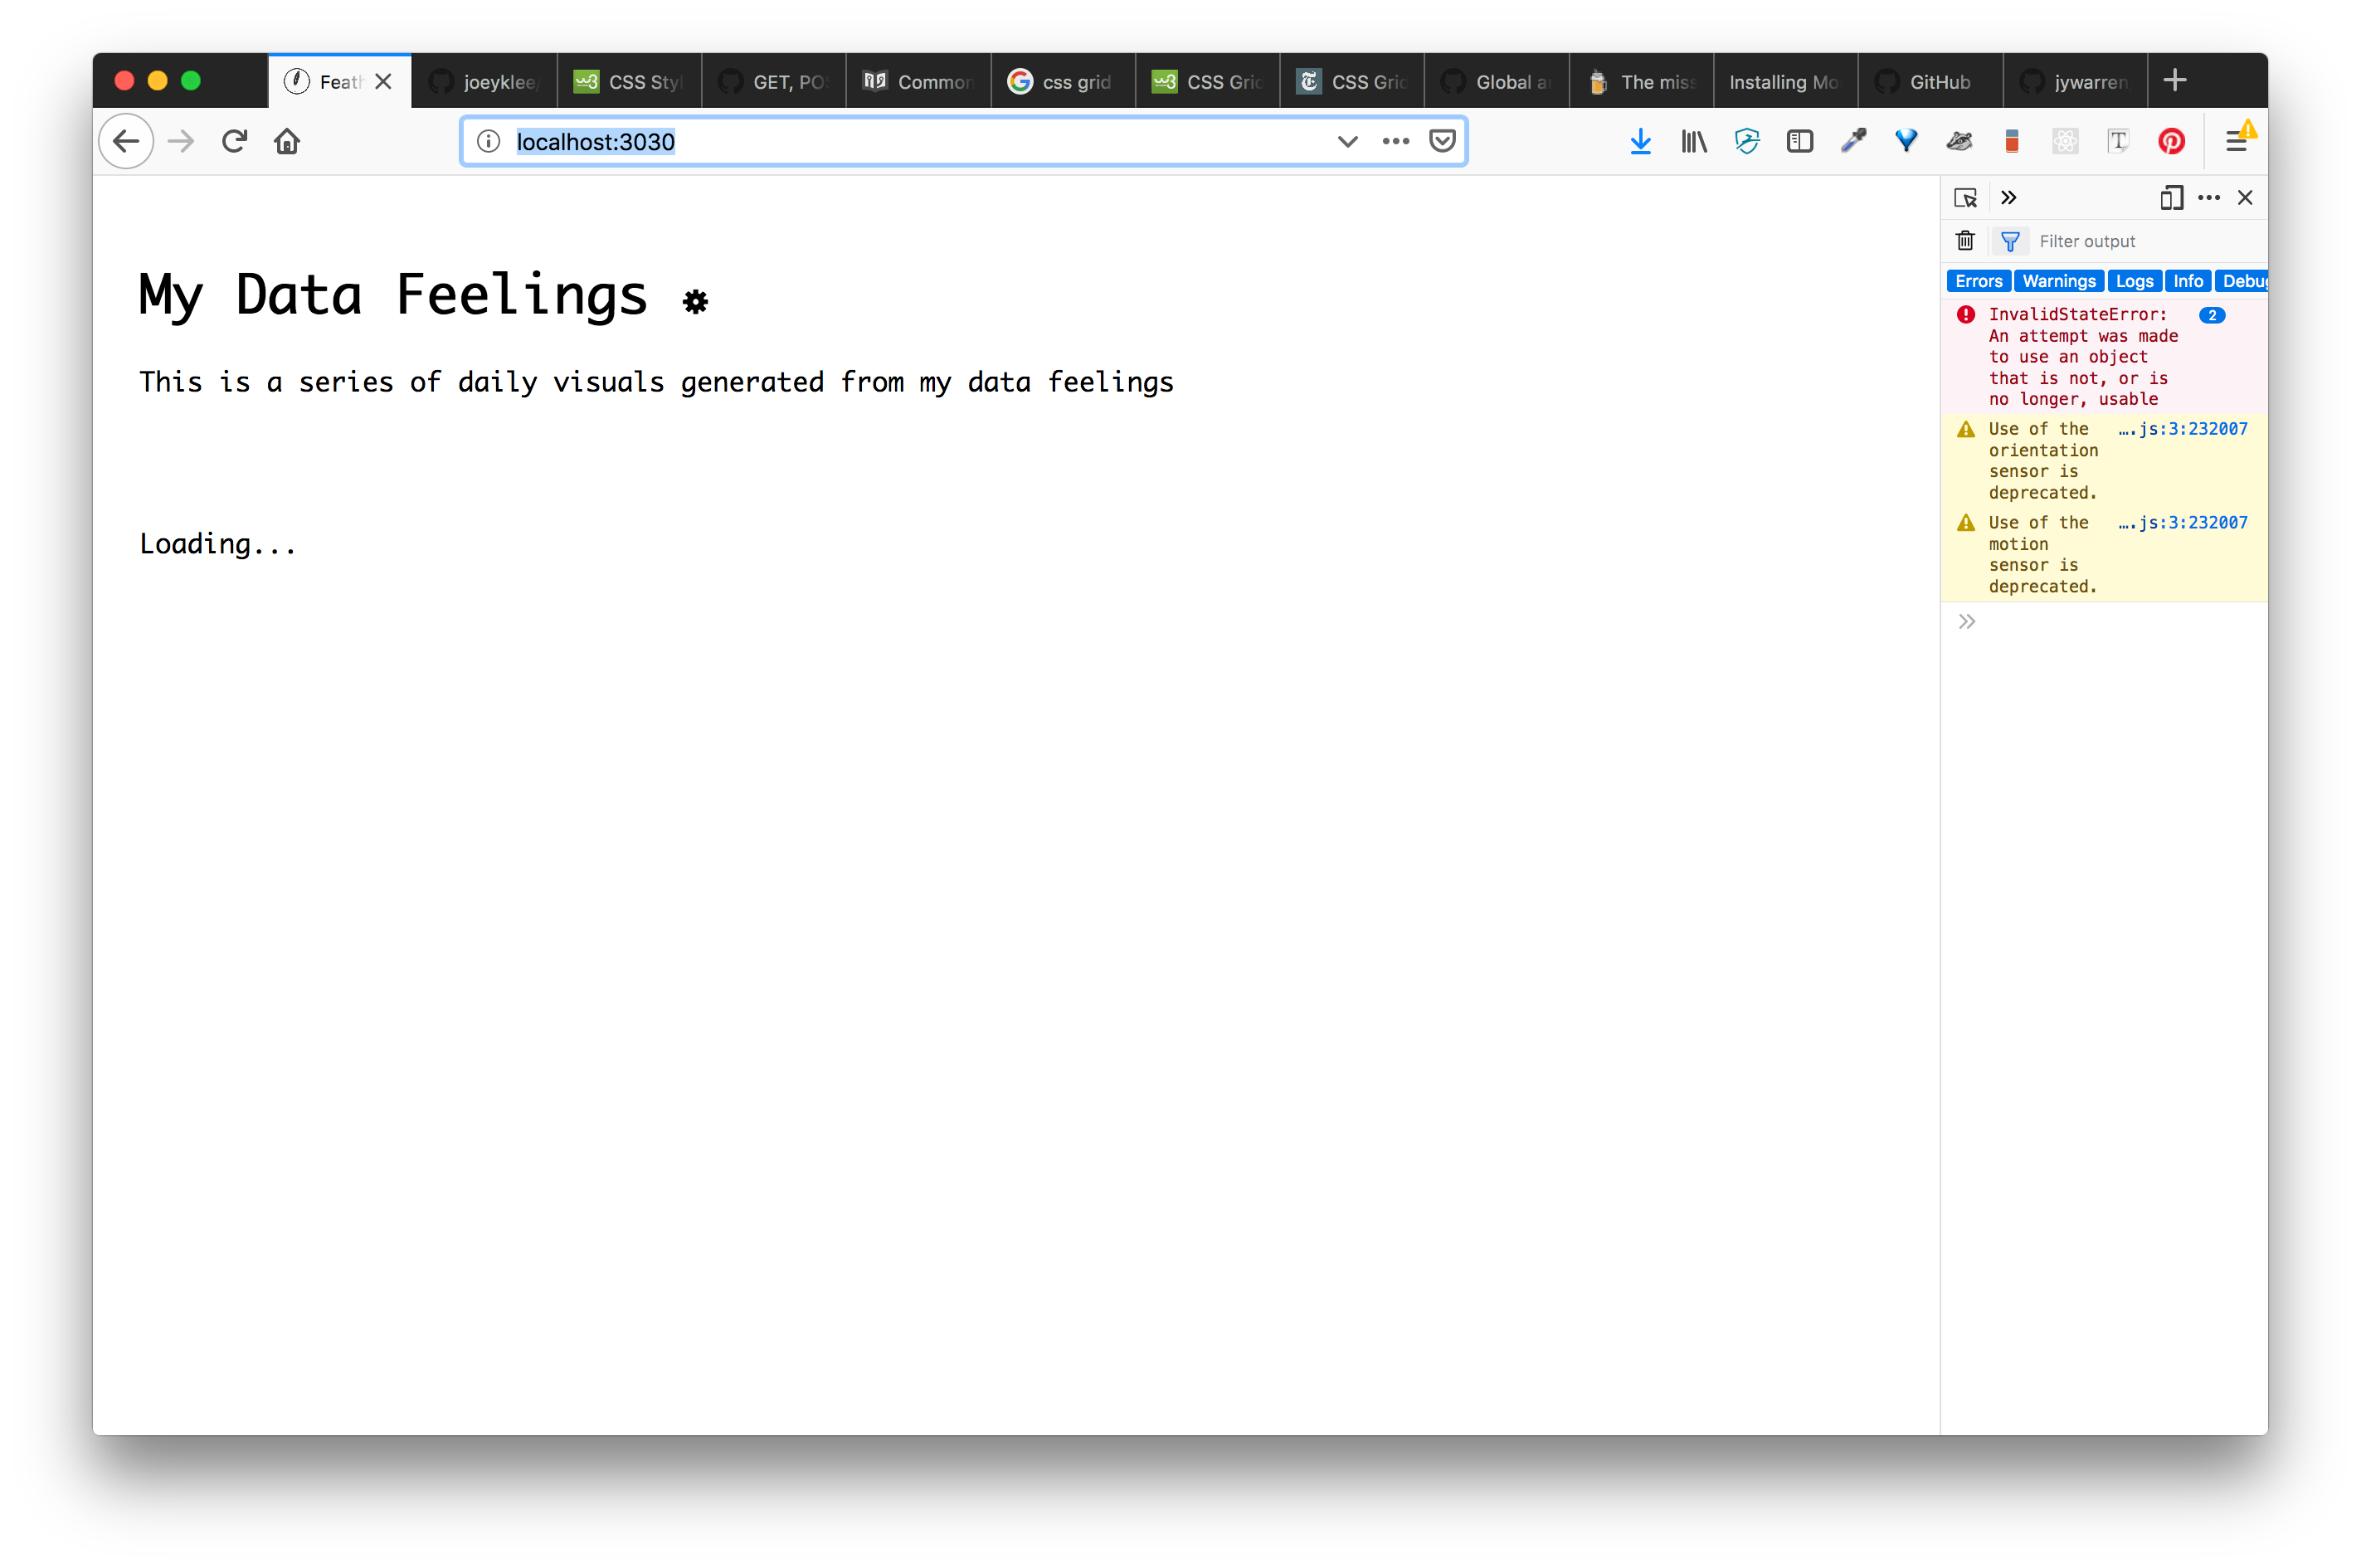 Feath
joeyklee/
CSS Styl
GET, POS
Common
css grid
CSS Grid
CSS Grid
Global a
The miss
Installing Mo
GitHub
jywarren
localhost:3030
My Data Feelings
This is a series of daily visuals generated from my data feelings
Loading...
Filter output
Errors Warnings Logs Info Debug
InvalidStateError: 2
An attempt was made
to use an object
that is not, or is
no longer, usable
Use of the ….js:3:232007
orientation
sensor is
deprecated.
Use of the ….js:3:232007
motion
sensor is
deprecated.